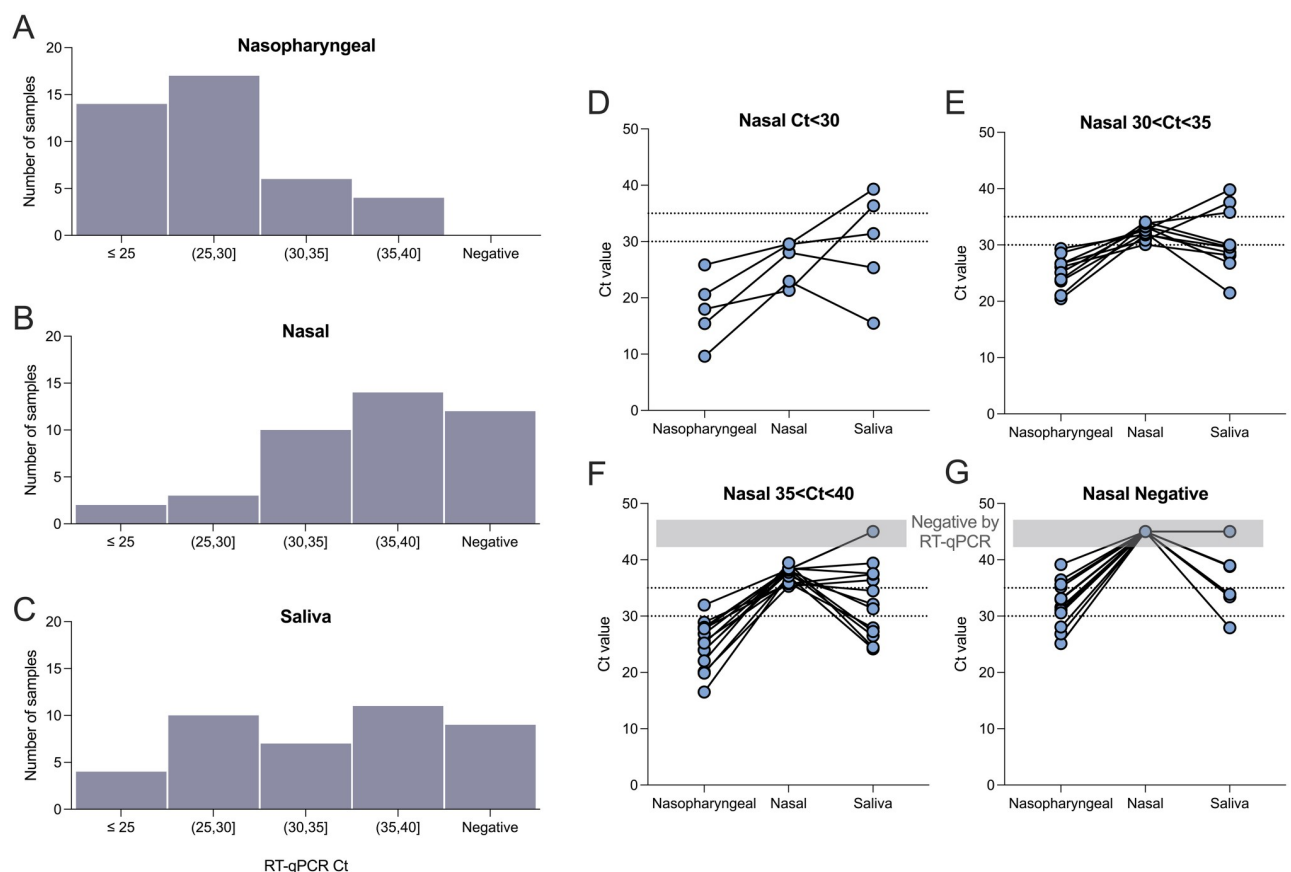 A
Nasopharyngeal
Number of samples
20
15
10
5
0
≤ 25
(25,30]
(30,35]
(35,40]
Negative
B
Nasal
Number of samples
20
15
10
5
0
≤ 25
(25,30]
(30,35]
(35,40]
Negative
C
Saliva
Number of samples
20
15
10
5
0
≤ 25
(25,30]
(30,35]
(35,40]
Negative
RT-qPCR Ct
D
Nasal Ct<30
Ct value
50
40
30
20
10
0
Nasopharyngeal
Nasal
Saliva
E
Nasal 30<Ct<35
Ct value
50
40
30
20
10
0
Nasopharyngeal
Nasal
Saliva
F
Nasal 35<Ct<40
Ct value
50
40
30
20
10
0
Nasopharyngeal
Nasal
Saliva
Negative by
RT-qPCR
G
Nasal Negative
Ct value
50
40
30
20
10
0
Nasopharyngeal
Nasal
Saliva